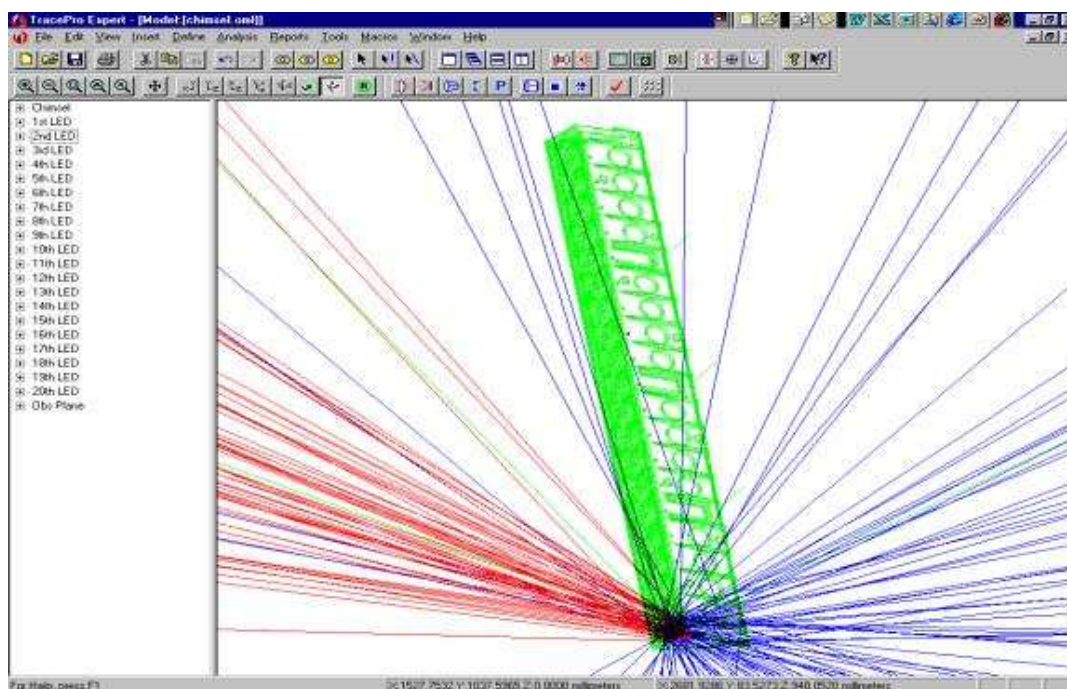 TracePro Expert - [Model:[chimsel.oml]]
File Edit View Insert Define Analysis Reports Tools Macros Window Help
Chimsel
1st LED
2nd LED
3rd LED
4th LED
5th LED
6th LED
7th LED
8th LED
9th LED
10th LED
11th LED
12th LED
13th LED
14th LED
15th LED
16th LED
17th LED
18th LED
19th LED
20th LED
Obs Plane
For Help, press F1